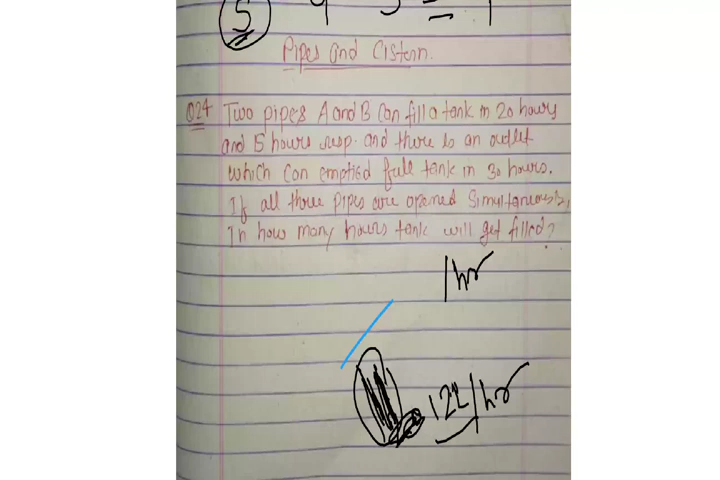 5
Pipes and Cistern.
Q24 Two pipes A and B Can fill a tank in 20 hours
and 15 hours resp. and there is an outlet
which can emptied full tank in 30 hours.
If all three pipes are opened Simultaneously,
In how many hours tank will get filled?
1hr
/hr